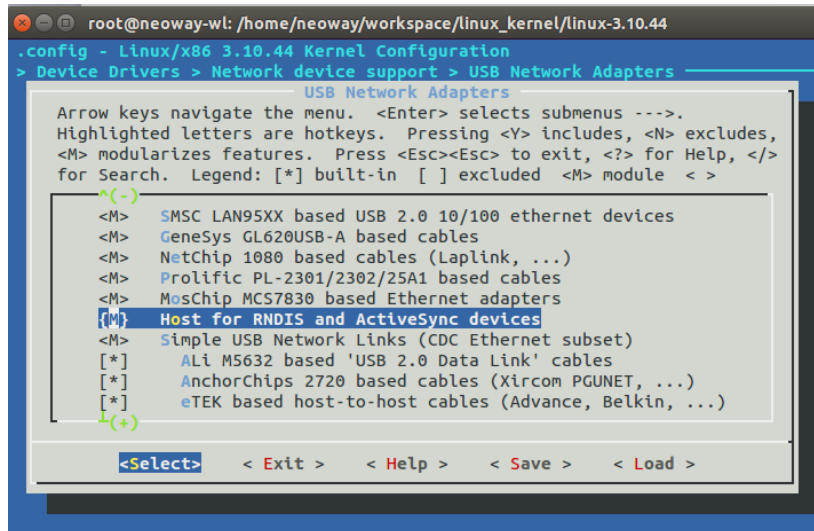 root@neoway-wl: /home/neoway/workspace/linux_kernel/linux-3.10.44
.config - Linux/x86 3.10.44 Kernel Configuration
> Device Drivers > Network device support > USB Network Adapters
USB Network Adapters
Arrow keys navigate the menu.  <Enter> selects submenus --->.
Highlighted letters are hotkeys.  Pressing <Y> includes, <N> excludes,
<M> modularizes features.  Press <Esc><Esc> to exit, <?> for Help, </>
for Search.  Legend: [*] built-in  [ ] excluded  <M> module  < >
^(-)
<M>   SMSC LAN95XX based USB 2.0 10/100 ethernet devices
<M>   GeneSys GL620USB-A based cables
<M>   NetChip 1080 based cables (Laplink, ...)
<M>   Prolific PL-2301/2302/25A1 based cables
<M>   MosChip MCS7830 based Ethernet adapters
{M}   Host for RNDIS and ActiveSync devices
<M>   Simple USB Network Links (CDC Ethernet subset)
[*]     ALi M5632 based 'USB 2.0 Data Link' cables
[*]     AnchorChips 2720 based cables (Xircom PGUNET, ...)
[*]     eTEK based host-to-host cables (Advance, Belkin, ...)
(+)
<Select>    < Exit >    < Help >    < Save >    < Load >